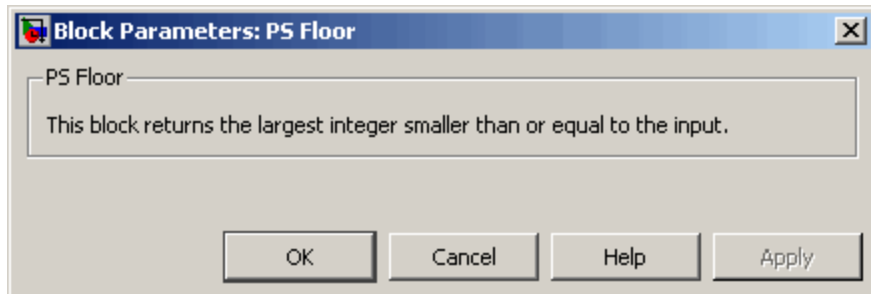 Block Parameters: PS Floor
PS Floor
This block returns the largest integer smaller than or equal to the input.
OK Cancel Help Apply